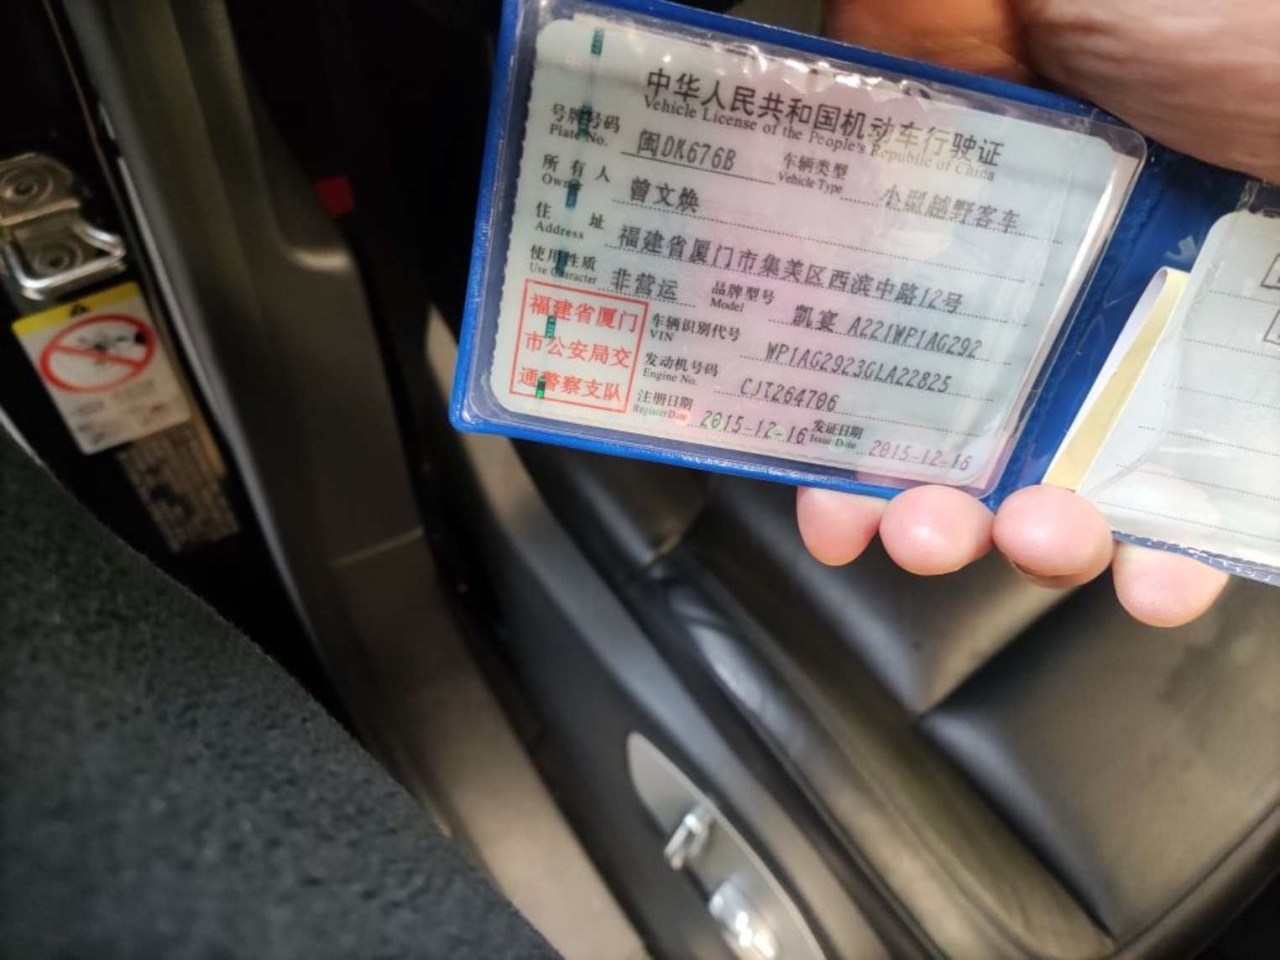 中华人民共和国机动车行驶证
Vehicle License of the People's Republic of China
号牌号码 闽DK676B 车辆类型 小型越野客车
Plate No. Vehicle Type
所有人 曾文焕
Owner
住址 福建省厦门市集美区西滨中路12号
Address
使用性质 非营运 品牌型号 凯宴 A221WP1AG292
Use Character Model
福建省厦门
市公安局交
通警察支队
车辆识别代号 WP1AG2923GLA22825
VIN
发动机号码 CJT264706
Engine No.
注册日期 2015-12-16 发证日期 2015-12-16
Register Date Issue Date